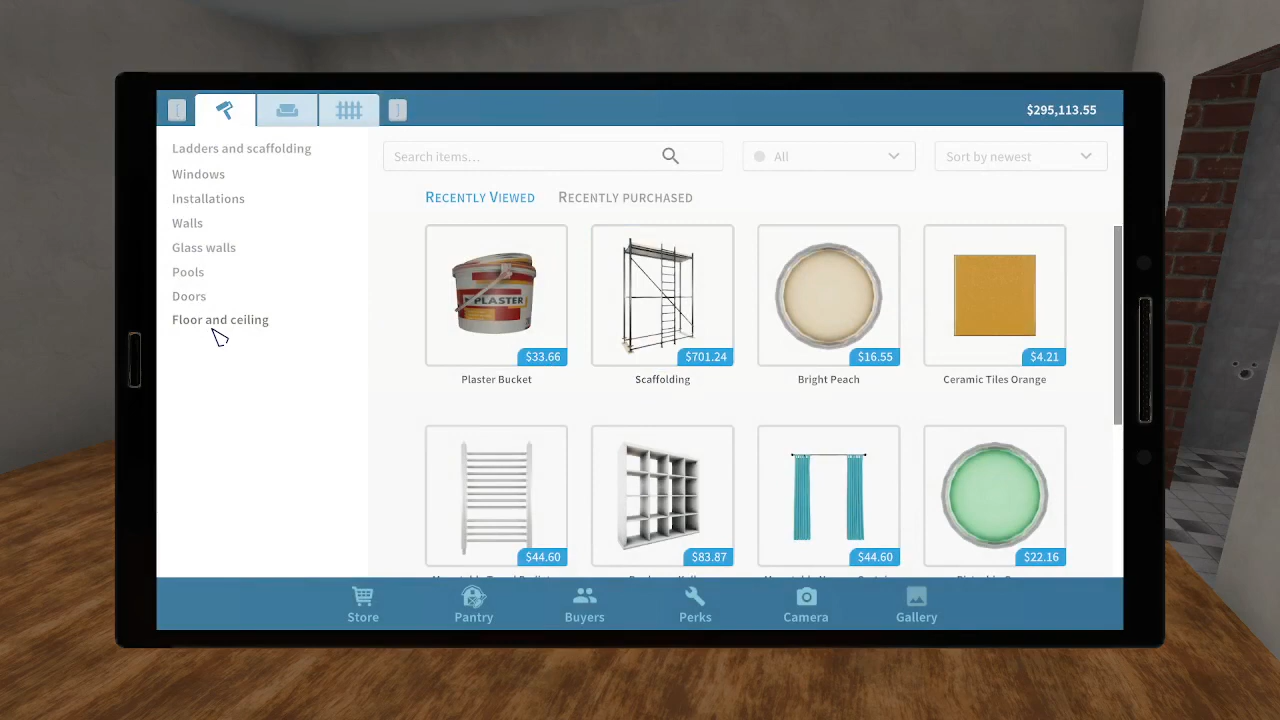 $295,113.55
Ladders and scaffolding
Windows
Installations
Walls
Glass walls
Pools
Doors
Floor and ceiling
Search items...
All
Sort by newest
RECENTLY VIEWED
RECENTLY PURCHASED
PLASTER
$33.66
$701.24
$16.55
$4.21
Plaster Bucket
Scaffolding
Bright Peach
Ceramic Tiles Orange
$44.60
$83.87
$44.60
$22.16
Store
Pantry
Buyers
Perks
Camera
Gallery